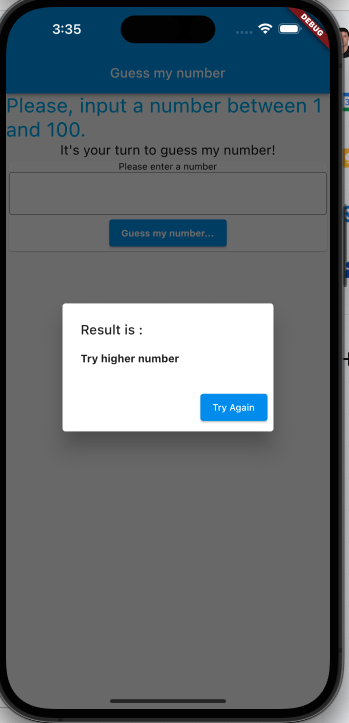 3:35
DEBUG
Guess my number
Please, input a number between 1
and 100.
It's your turn to guess my number!
Please enter a number
Guess my number...
Result is :
Try higher number
Try Again